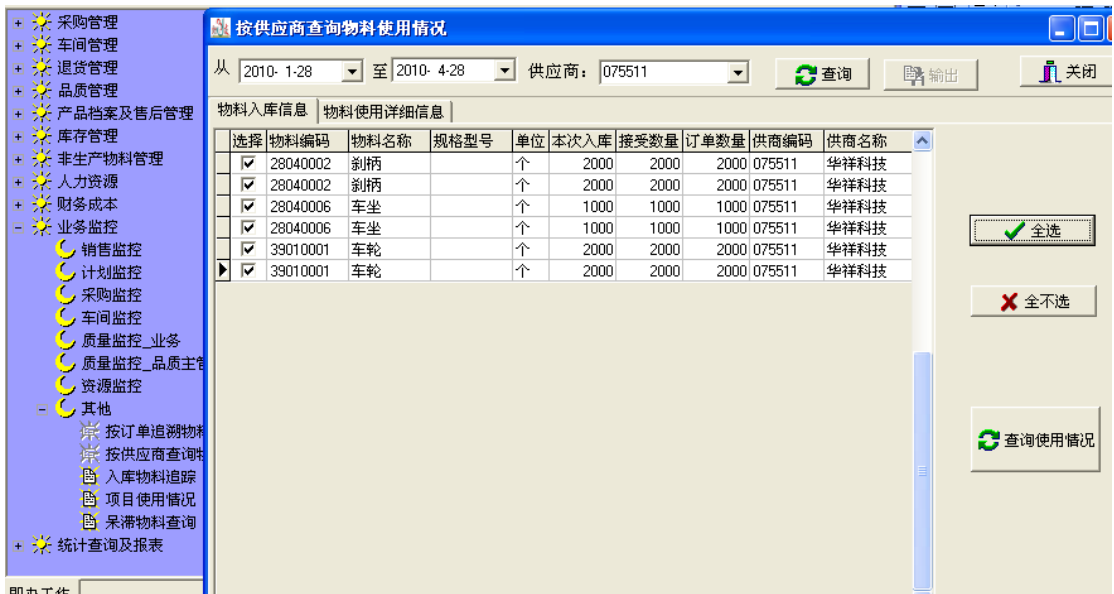 + 采购管理
+ 车间管理
+ 退货管理
+ 品质管理
+ 产品档案及售后管理
+ 库存管理
+ 非生产物料管理
+ 人力资源
+ 财务成本
- 业务监控
销售监控
计划监控
采购监控
车间监控
质量监控_业务
质量监控_品质主管
资源监控
- 其他
按订单追溯物料
按供应商查询物
入库物料追踪
项目使用情况
呆滞物料查询
+ 统计查询及报表
即办工作
按供应商查询物料使用情况
从 2010- 1-28 至 2010- 4-28 供应商: 075511 查询 输出 关闭
物料入库信息 物料使用详细信息
选择 物料编码 物料名称 规格型号 单位 本次入库 接受数量 订单数量 供商编码 供商名称
28040002 刹柄 个 2000 2000 2000 075511 华祥科技
28040002 刹柄 个 2000 2000 2000 075511 华祥科技
28040006 车坐 个 1000 1000 1000 075511 华祥科技
28040006 车坐 个 1000 1000 1000 075511 华祥科技
39010001 车轮 个 2000 2000 2000 075511 华祥科技
39010001 车轮 个 2000 2000 2000 075511 华祥科技
全选
全不选
查询使用情况